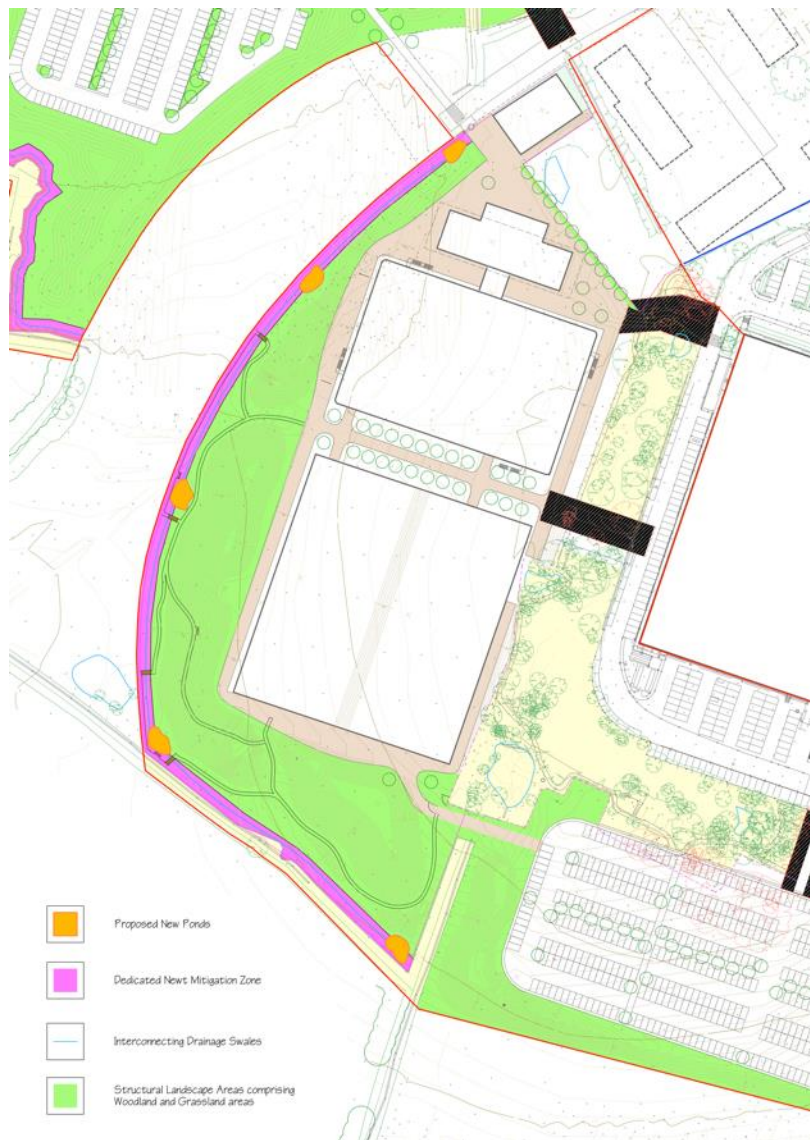 Proposed New Ponds
Dedicated Newt Mitigation Zone
Interconnecting Drainage Swales
Structural Landscape Areas comprising
Woodland and Grassland areas